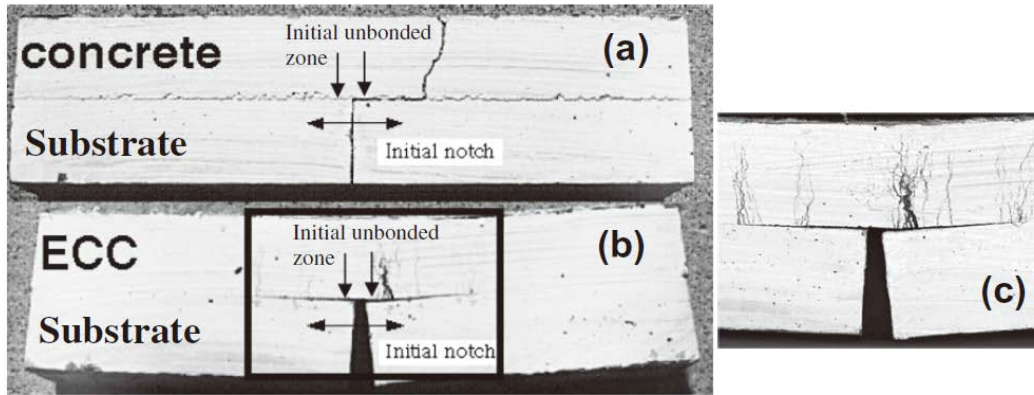 concrete
Initial unbonded
zone
(a)
Substrate
Initial notch
ECC
Initial unbonded
zone
(b)
Substrate
Initial notch
(c)